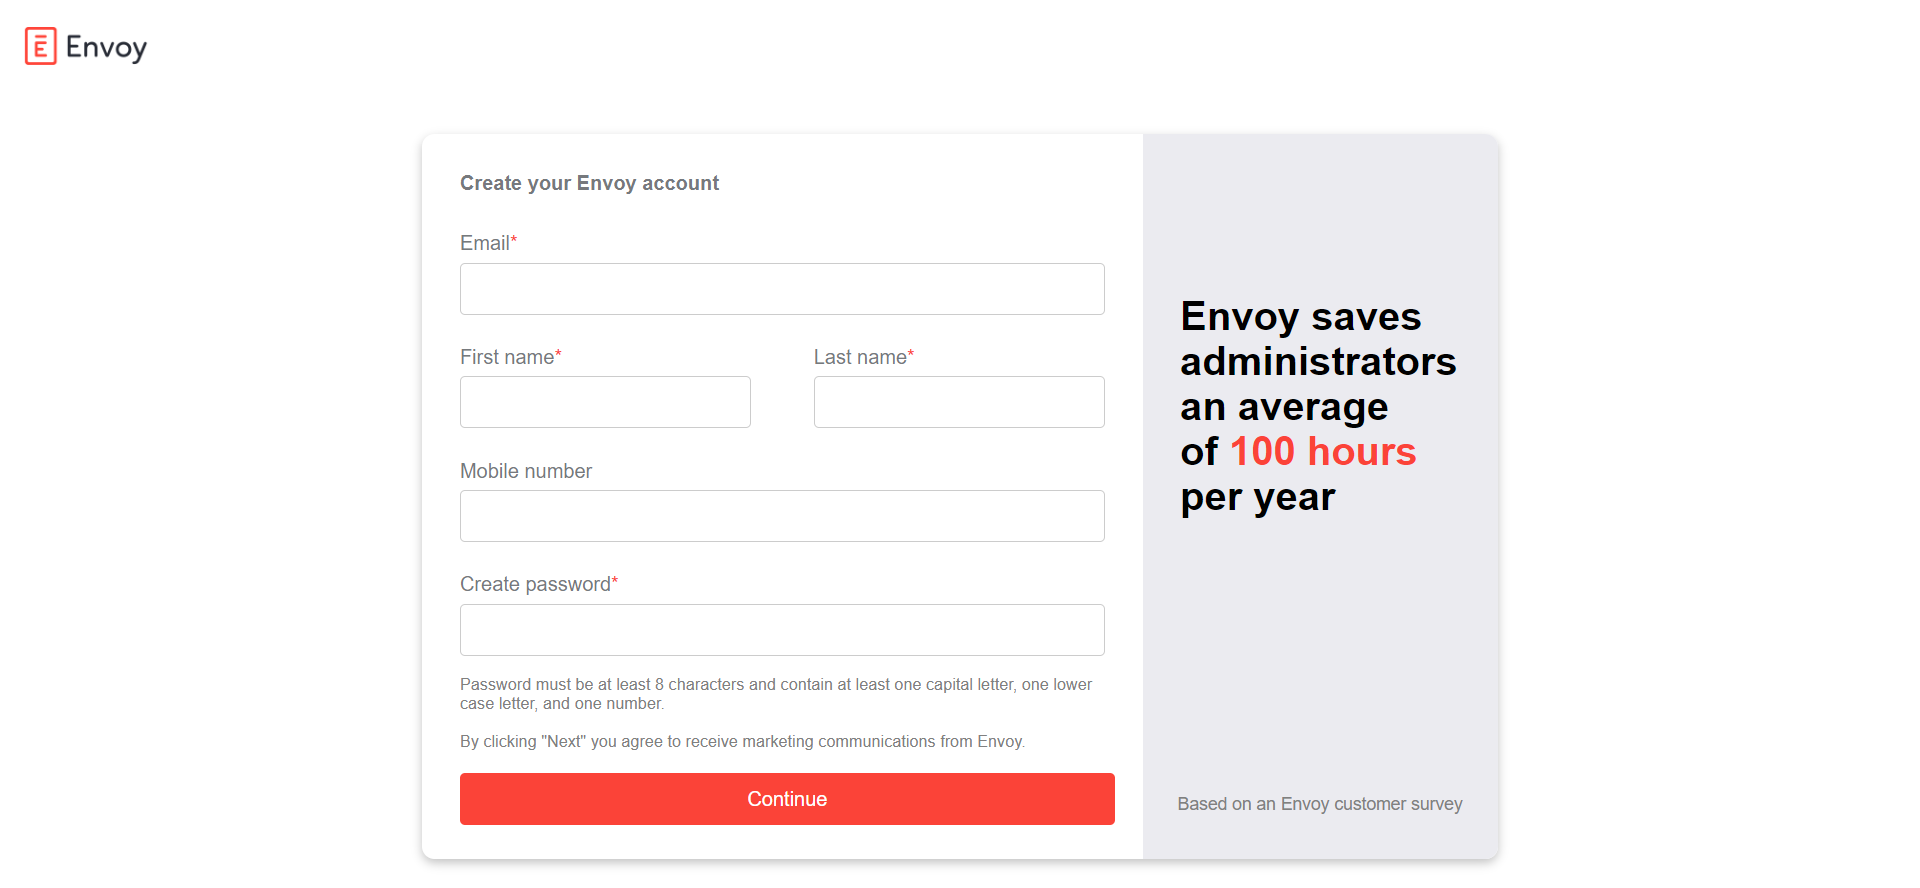 Envoy
Create your Envoy account
Email*
First name*
Last name*
Mobile number
Create password*
Password must be at least 8 characters and contain at least one capital letter, one lower
case letter, and one number.
By clicking "Next" you agree to receive marketing communications from Envoy.
Continue
Envoy saves
administrators
an average
of 100 hours
per year
Based on an Envoy customer survey